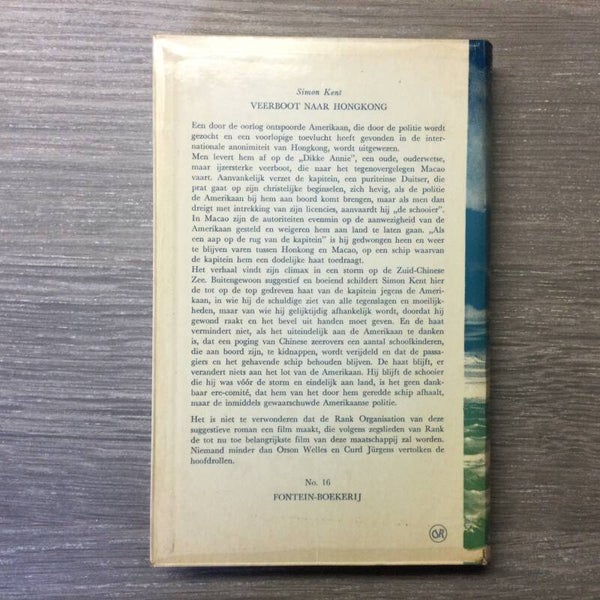 Simon Kent
VEERBOOT NAAR HONGKONG
Een door de oorlog ontspoorde Amerikaan, die door de politie wordt
gezocht en een voorlopige toevlucht heeft gevonden in de inter-
nationale anonimiteit van Hongkong, wordt uitgewezen.
Men levert hem af op de „Dikke Annie”, een oude, ouderwetse,
maar ijzersterke veerboot, die naar het tegenovergelegen Macao
vaart. Aanvankelijk verzet de kapitein, een puriteinse Duitser, die
prat gaat op zijn christelijke beginselen, zich hevig, als de politie
de Amerikaan bij hem aan boord komt brengen, maar als men dan
dreigt met intrekking van zijn licencies, aanvaardt hij „de schooier”.
In Macao zijn de autoriteiten evenmin op de aanwezigheid van de
Amerikaan gesteld en weigeren hem aan land te laten gaan. „Als
een aap op de rug van de kapitein” is hij gedwongen heen en weer
te blijven varen tussen Honkong en Macao, op een schip waarvan
de kapitein hem een dodelijke haat toedraagt.
Het verhaal vindt zijn climax in een storm op de Zuid-Chinese
Zee. Buitengewoon suggestief en boeiend schildert Simon Kent hier
de tot op de top gedreven haat van de kapitein jegens de Ameri-
kaan, in wie hij de schuldige ziet van alle tegenslagen en moeilijk-
heden, maar van wie hij gelijktijdig afhankelijk wordt, doordat hij
gewond raakt en het bevel uit handen moet geven. En de haat
vermindert niet, als het uiteindelijk aan de Amerikaan te danken
is, dat een poging van Chinese zeerovers een aantal schoolkinderen,
die aan boord zijn, te kidnappen, wordt verijdeld en dat de passa-
giers en het gehavende schip behouden blijven. De haat blijft, er
verandert niets aan het lot van de Amerikaan. Hij blijft de schooier
die hij was vóór de storm en eindelijk aan land, is het geen dank-
baar ere-comité, dat hem van het door hem geredde schip afhaalt,
maar de inmiddels gewaatschuwde Amerikaanse politie.
Het is niet te verwonderen dat de Rank Organisation van deze
suggestieve roman een film maakt, die volgens zegslieden van Rank
de tot nu toe belangrijkste film van deze maatschappij zal worden.
Niemand minder dan Orson Welles en Curd Jürgens vertolken de
hoofdrollen.
No. 16
FONTEIN-BOEKERIJ